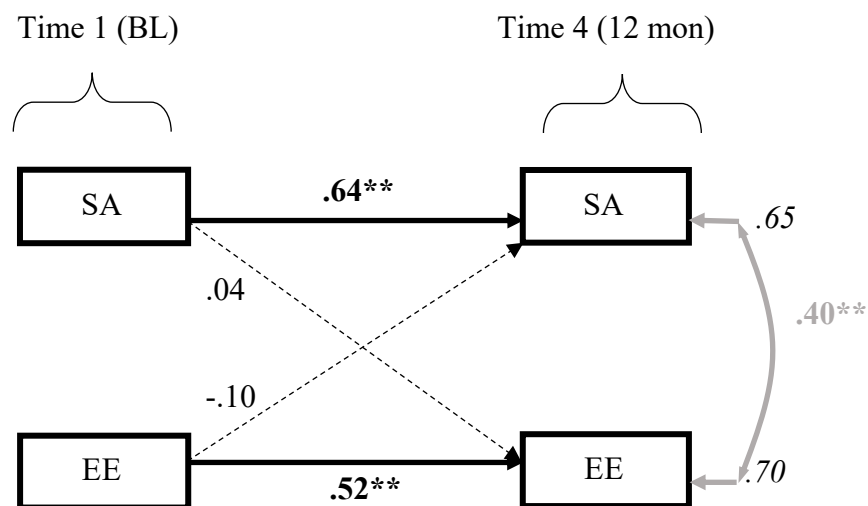 Time 1 (BL)
Time 4 (12 mon)
SA
.64**
SA
.65
.04
.40**
-.10
EE
.52**
EE
.70